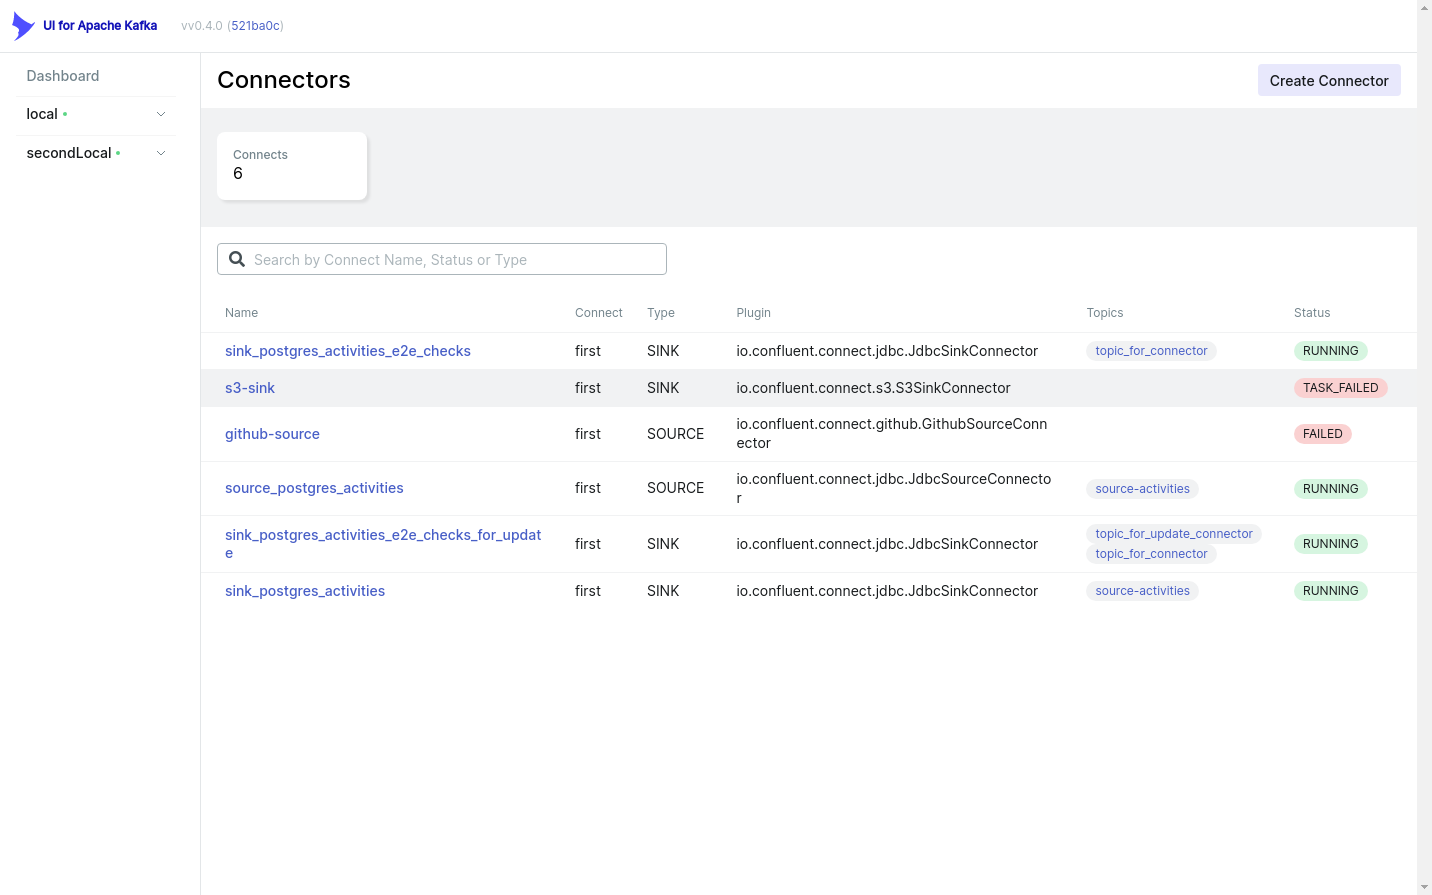 UI for Apache Kafka vv0.4.0 (521ba0c)
Dashboard
local
secondLocal
Connectors
Create Connector
Connects
6
Search by Connect Name, Status or Type
Name Connect Type Plugin Topics Status
sink_postgres_activities_e2e_checks first SINK io.confluent.connect.jdbc.JdbcSinkConnector topic_for_connector RUNNING
s3-sink first SINK io.confluent.connect.s3.S3SinkConnector TASK_FAILED
github-source first SOURCE io.confluent.connect.github.GithubSourceConn
ector FAILED
source_postgres_activities first SOURCE io.confluent.connect.jdbc.JdbcSourceConnecto
r source-activities RUNNING
sink_postgres_activities_e2e_checks_for_updat
e first SINK io.confluent.connect.jdbc.JdbcSinkConnector topic_for_update_connector
topic_for_connector RUNNING
sink_postgres_activities first SINK io.confluent.connect.jdbc.JdbcSinkConnector source-activities RUNNING